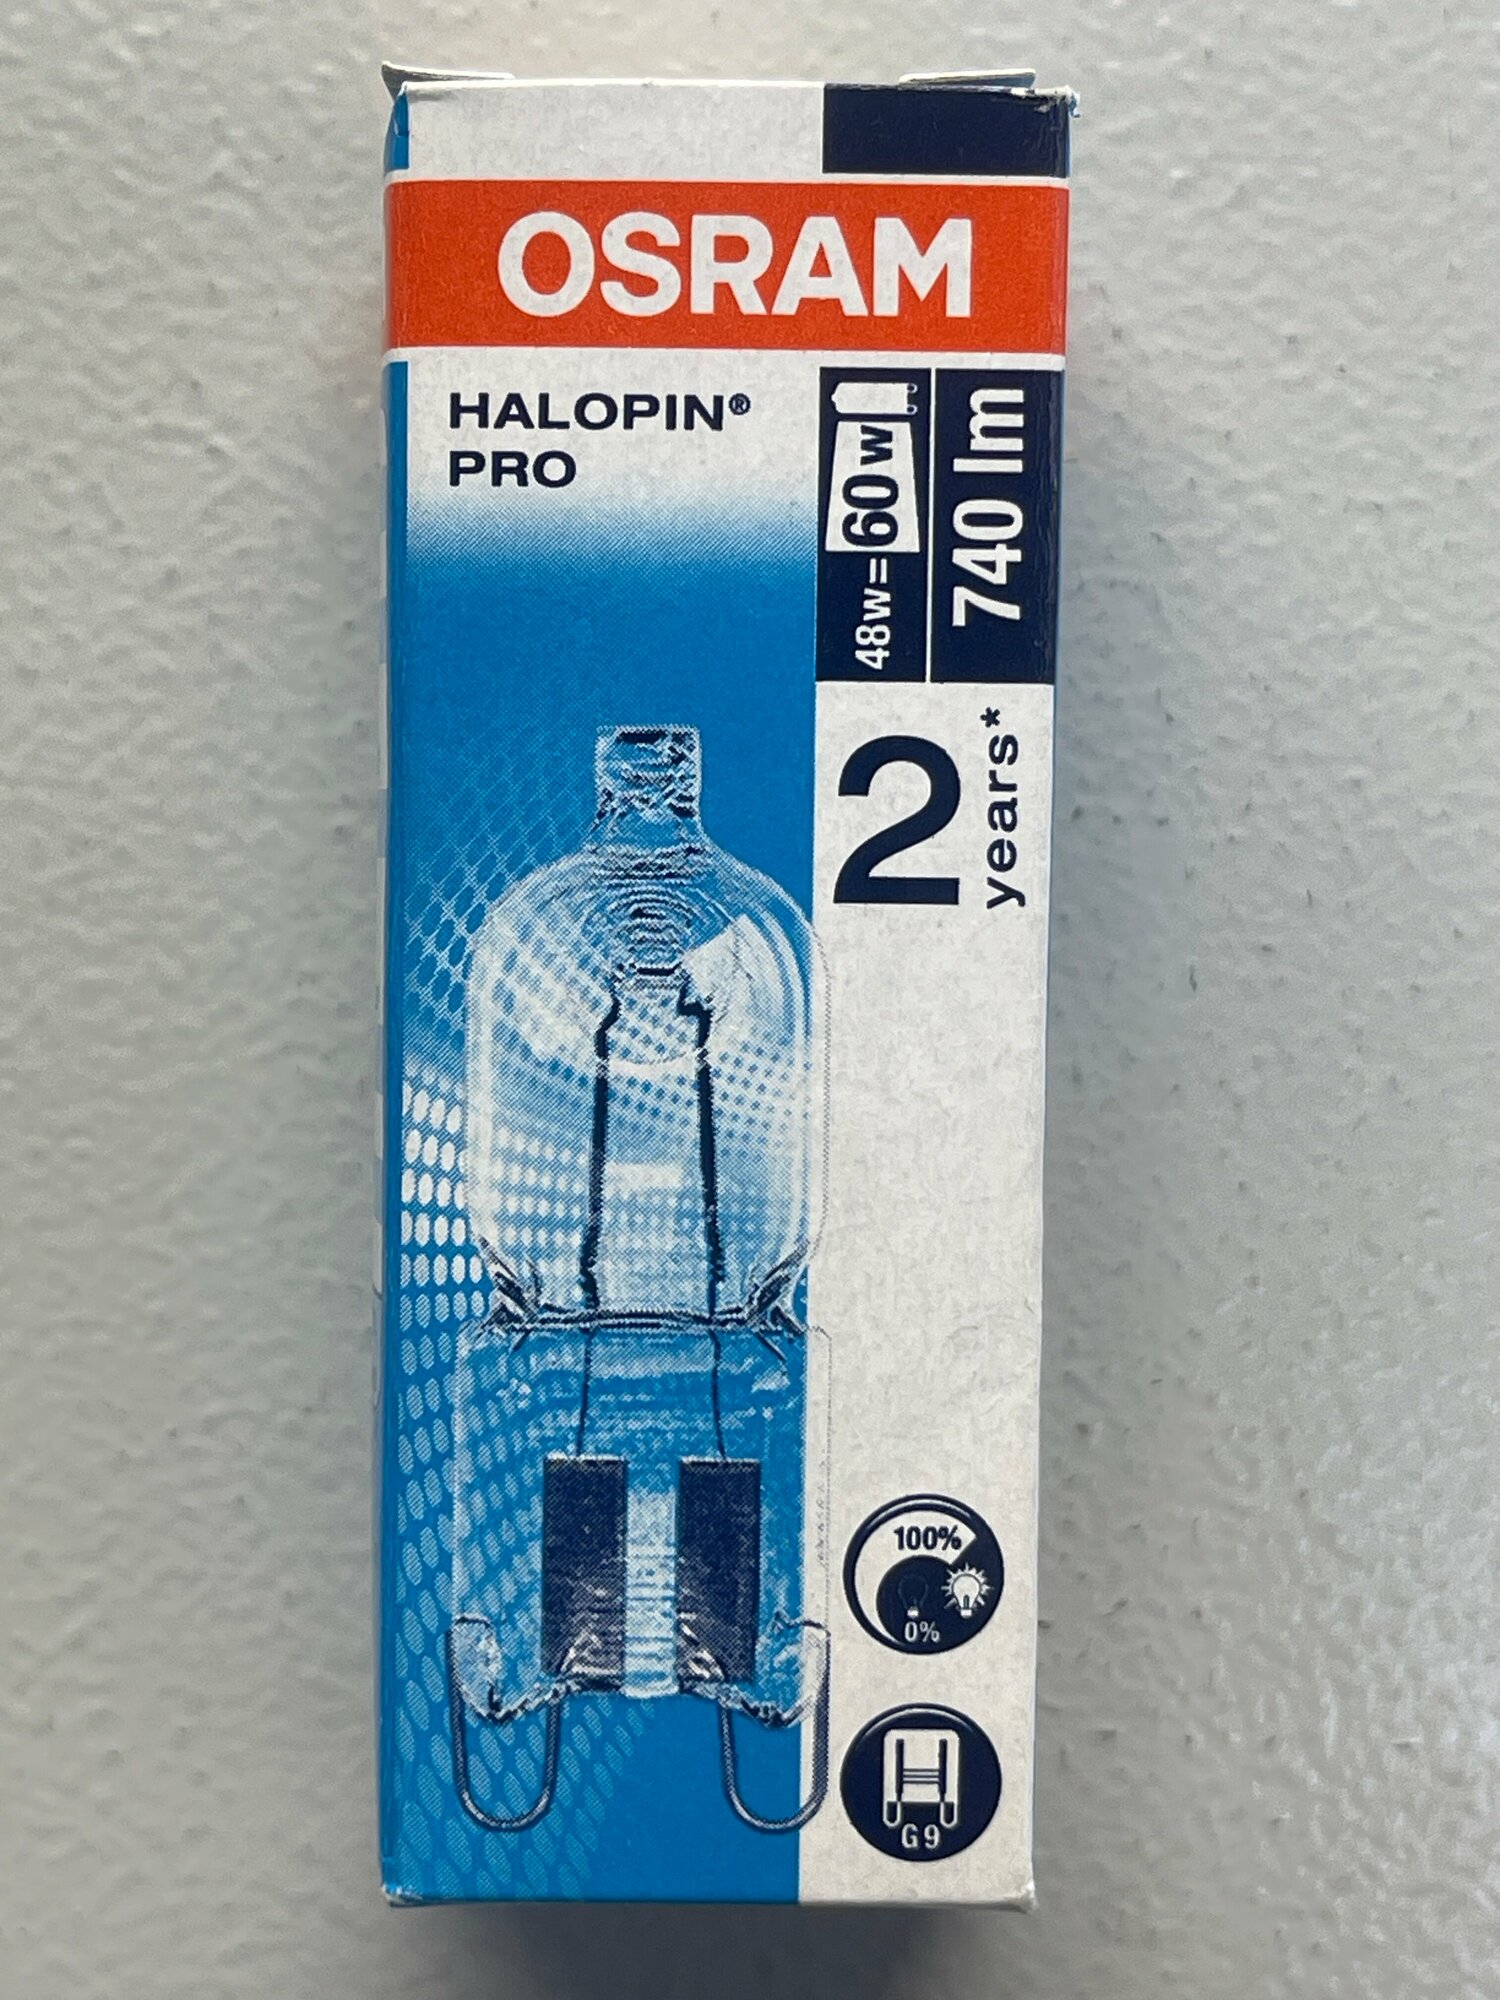 OSRAM
HALOPIN®
PRO
48W=60W
740 lm
2
years*
100%
0%
G9